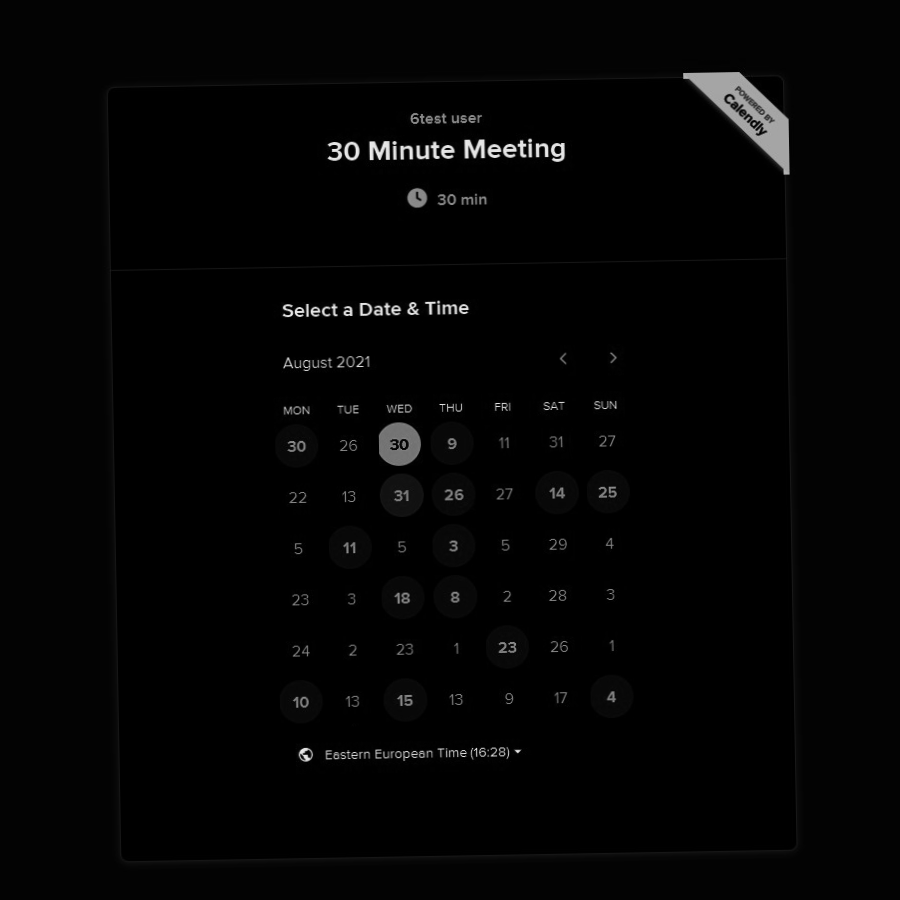 POWERED BY
Calendly
6test user
30 Minute Meeting
30 min
Select a Date & Time
August 2021
MON TUE WED THU FRI SAT SUN
30 26 30 9 11 31 27
22 13 31 26 27 14 25
5 11 5 3 5 29 4
23 3 18 8 2 28 3
24 2 23 1 23 26 1
10 13 15 13 9 17 4
Eastern European Time (16:28)